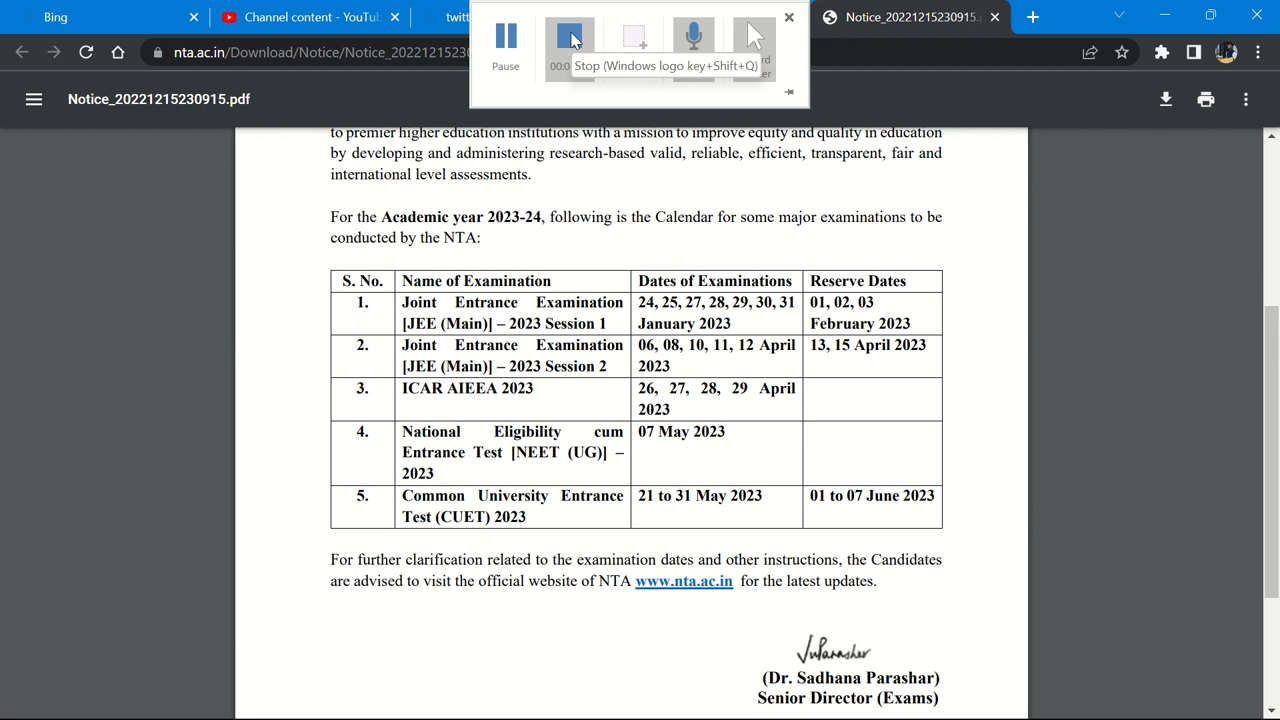 Bing
Channel content - YouTub
twitt
Notice_20221215230915.
nta.ac.in/Download/Notice/Notice_2022121523
Pause
00:0
Stop (Windows logo key+Shift+Q)
Notice_20221215230915.pdf
to premier higher education institutions with a mission to improve equity and quality in education
by developing and administering research-based valid, reliable, efficient, transparent, fair and
international level assessments.
For the Academic year 2023-24, following is the Calendar for some major examinations to be
conducted by the NTA:
S. No. Name of Examination Dates of Examinations Reserve Dates
1. Joint Entrance Examination 24, 25, 27, 28, 29, 30, 31 01, 02, 03
[JEE (Main)] – 2023 Session 1 January 2023 February 2023
2. Joint Entrance Examination 06, 08, 10, 11, 12 April 13, 15 April 2023
[JEE (Main)] – 2023 Session 2 2023
3. ICAR AIEEA 2023 26, 27, 28, 29 April
2023
4. National Eligibility cum 07 May 2023
Entrance Test [NEET (UG)] –
2023
5. Common University Entrance 21 to 31 May 2023 01 to 07 June 2023
Test (CUET) 2023
For further clarification related to the examination dates and other instructions, the Candidates
are advised to visit the official website of NTA www.nta.ac.in for the latest updates.
(Dr. Sadhana Parashar)
Senior Director (Exams)